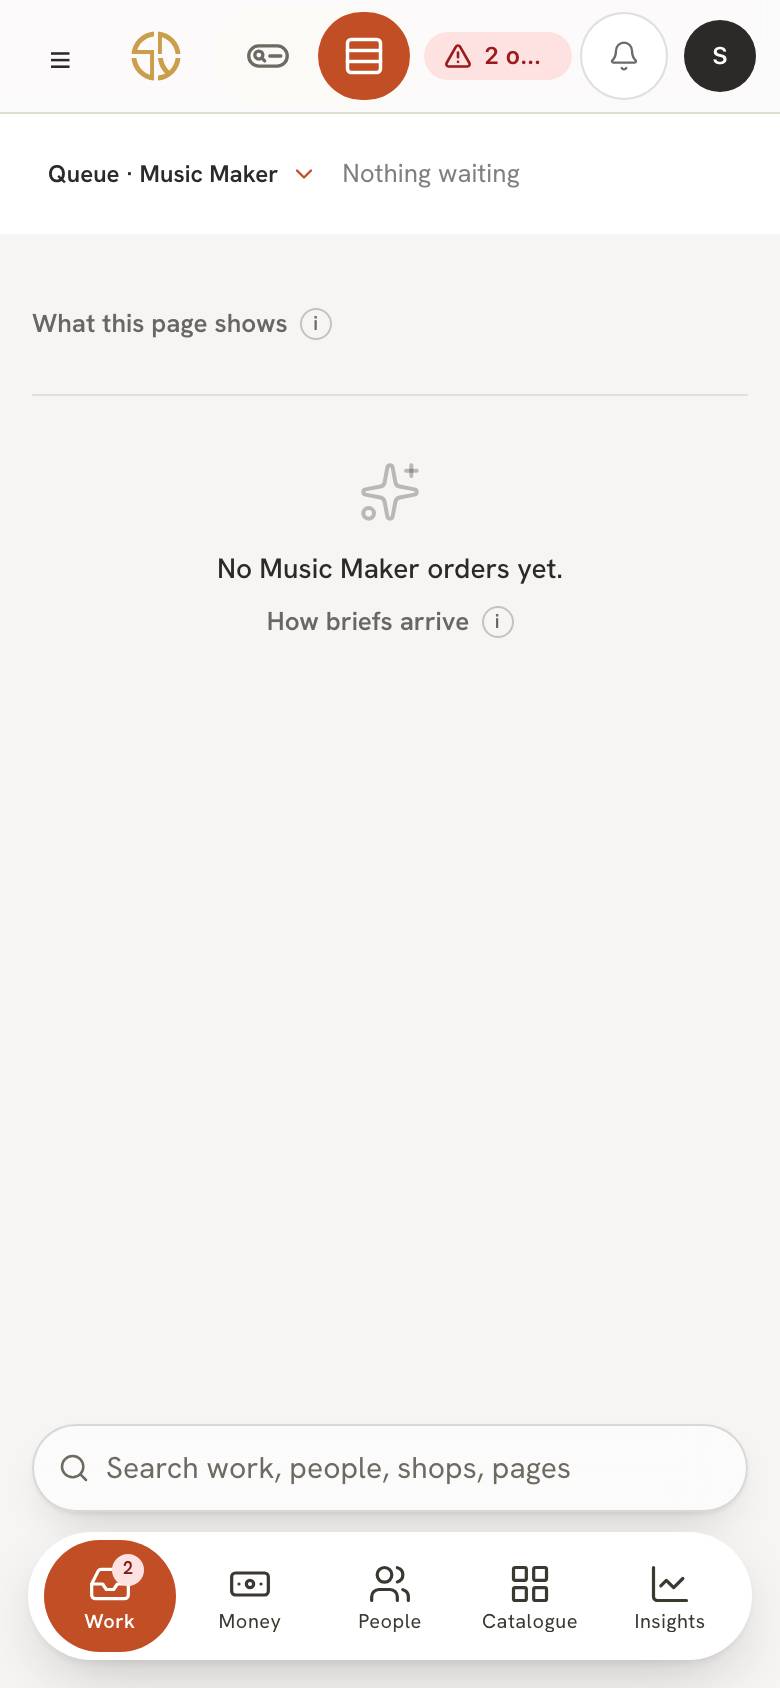 2 o...
S
Queue · Music Maker
Nothing waiting
What this page shows i
No Music Maker orders yet.
How briefs arrive i
Search work, people, shops, pages
2
Work
Money
People
Catalogue
Insights